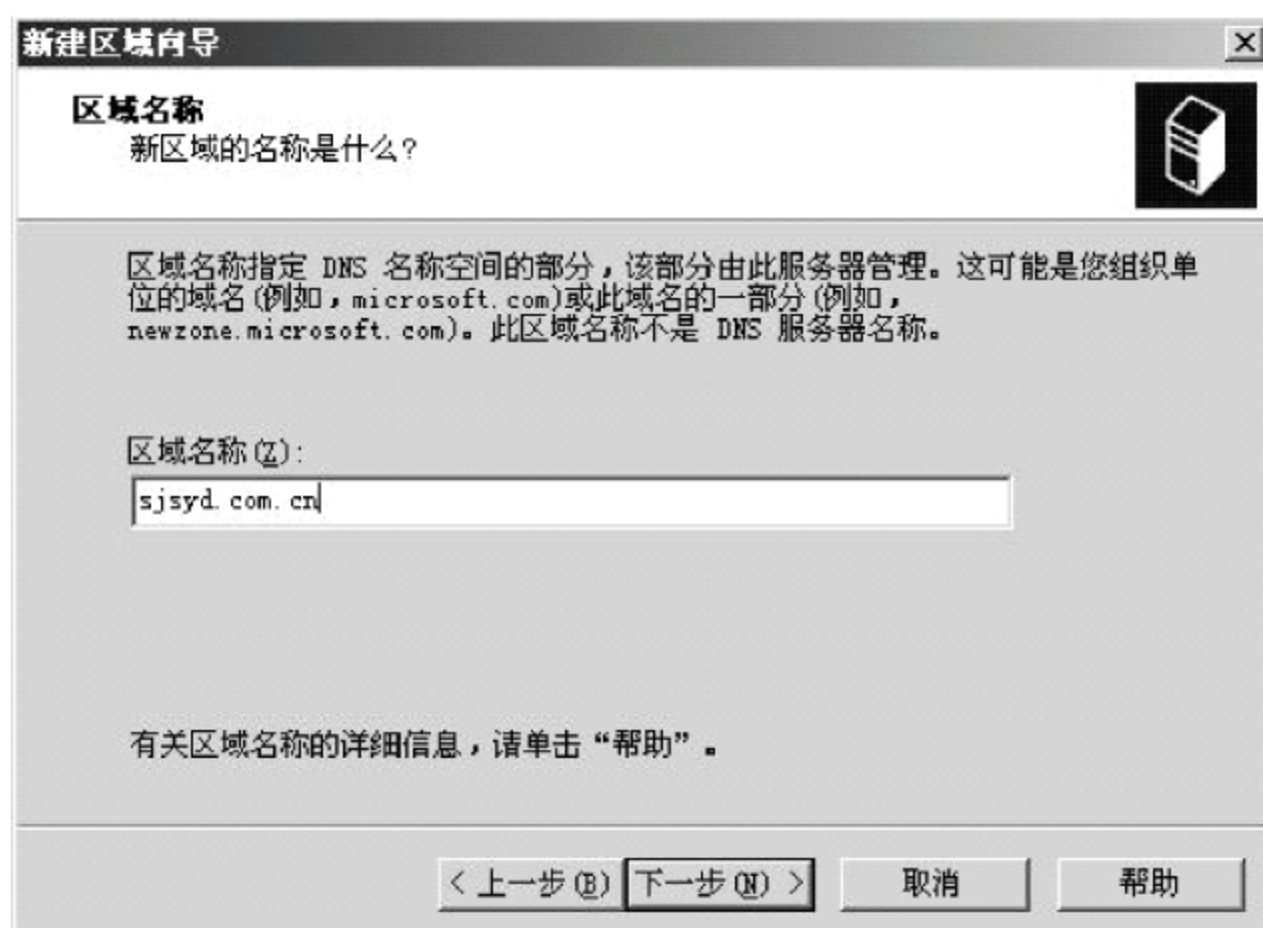 新建区域向导
区域名称
新区域的名称是什么?
区域名称指定 DNS 名称空间的部分，该部分由此服务器管理。这可能是您组织单
位的域名(例如，microsoft.com)或此域名的一部分(例如，
newzone.microsoft.com)。此区域名称不是 DNS 服务器名称。
区域名称(Z):
sjsyd.com.cn
有关区域名称的详细信息，请单击“帮助”。
< 上一步(B) 下一步(N) > 取消 帮助